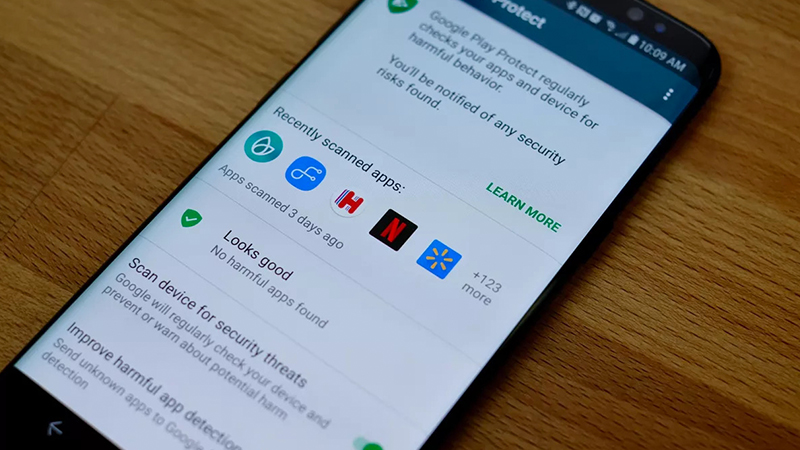 Protect
10:09 AM
Google Play Protect regularly
checks your apps and device for
harmful behavior.
You'll be notified of any security
risks found.
LEARN MORE
Recently scanned apps:
H
N
+123
more
Apps scanned 3 days ago
Looks good
No harmful apps found
Scan device for security threats
Google will regularly check your device and
prevent or warn about potential harm
Improve harmful app detection
Send unknown apps to Google
detection